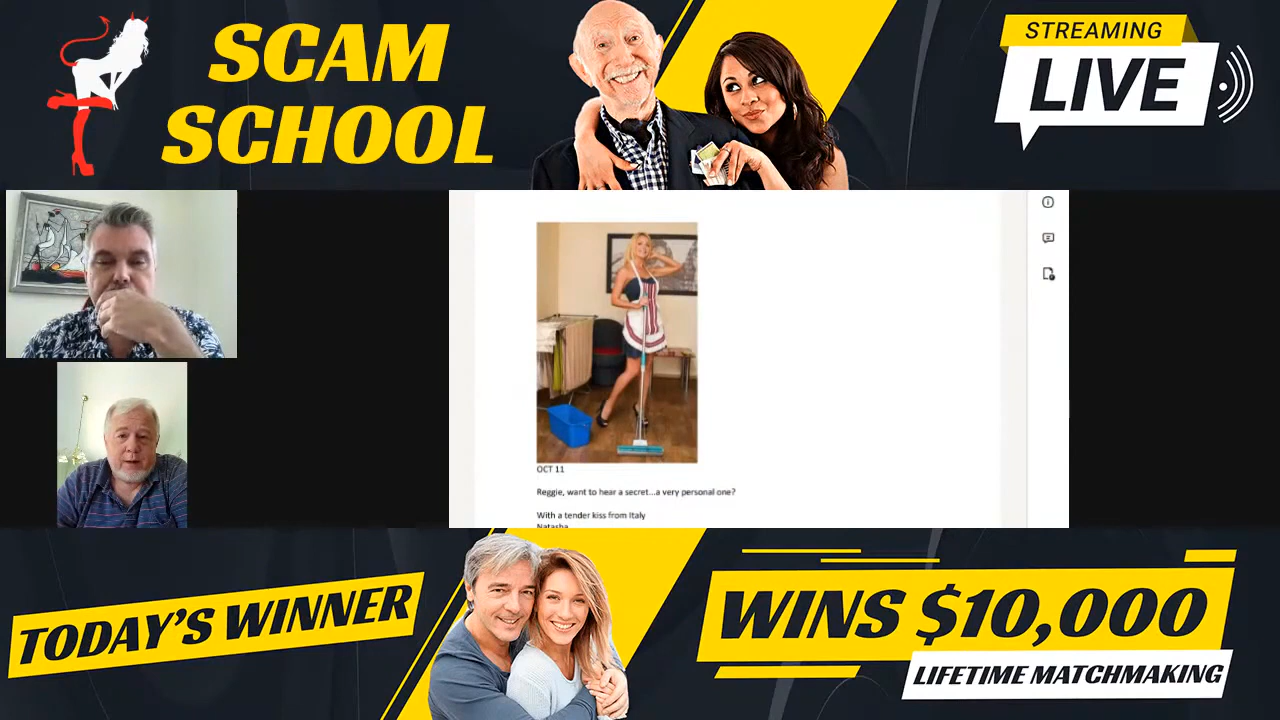 SCAM
SCHOOL
STREAMING
LIVE
OCT 11
Reggie, want to hear a secret...a very personal one?
With a tender kiss from Italy
Natasha
TODAY'S WINNER
WINS $10,000
LIFETIME MATCHMAKING